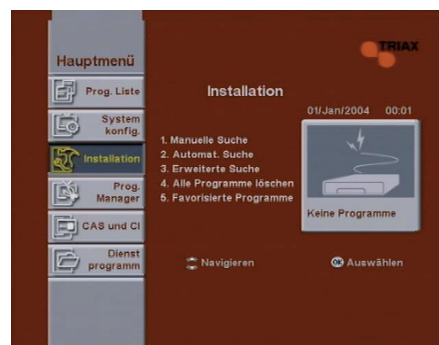 Hauptmenü
TRIAX
Prog. Liste
System
konfig.
Installation
Prog.
Manager
CAS und CI
Dienst
programm
Installation
01/Jan/2004 00:01
1. Manuelle Suche
2. Automat. Suche
3. Erweiterte Suche
4. Alle Programme löschen
5. Favorisierte Programme
Keine Programme
Navigieren
OK Auswählen